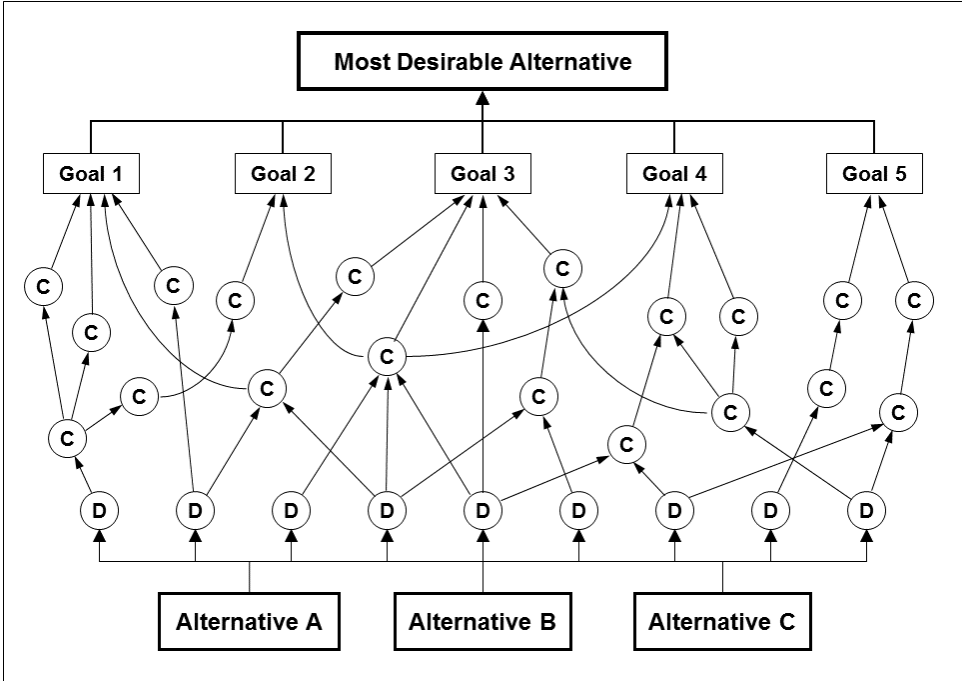 Most Desirable Alternative
Goal 1 Goal 2 Goal 3 Goal 4 Goal 5
C
C C
C C C
C C C
C
C
C
C C
C
C C
C
C
C
D D D D D D D D D
Alternative A Alternative B Alternative C